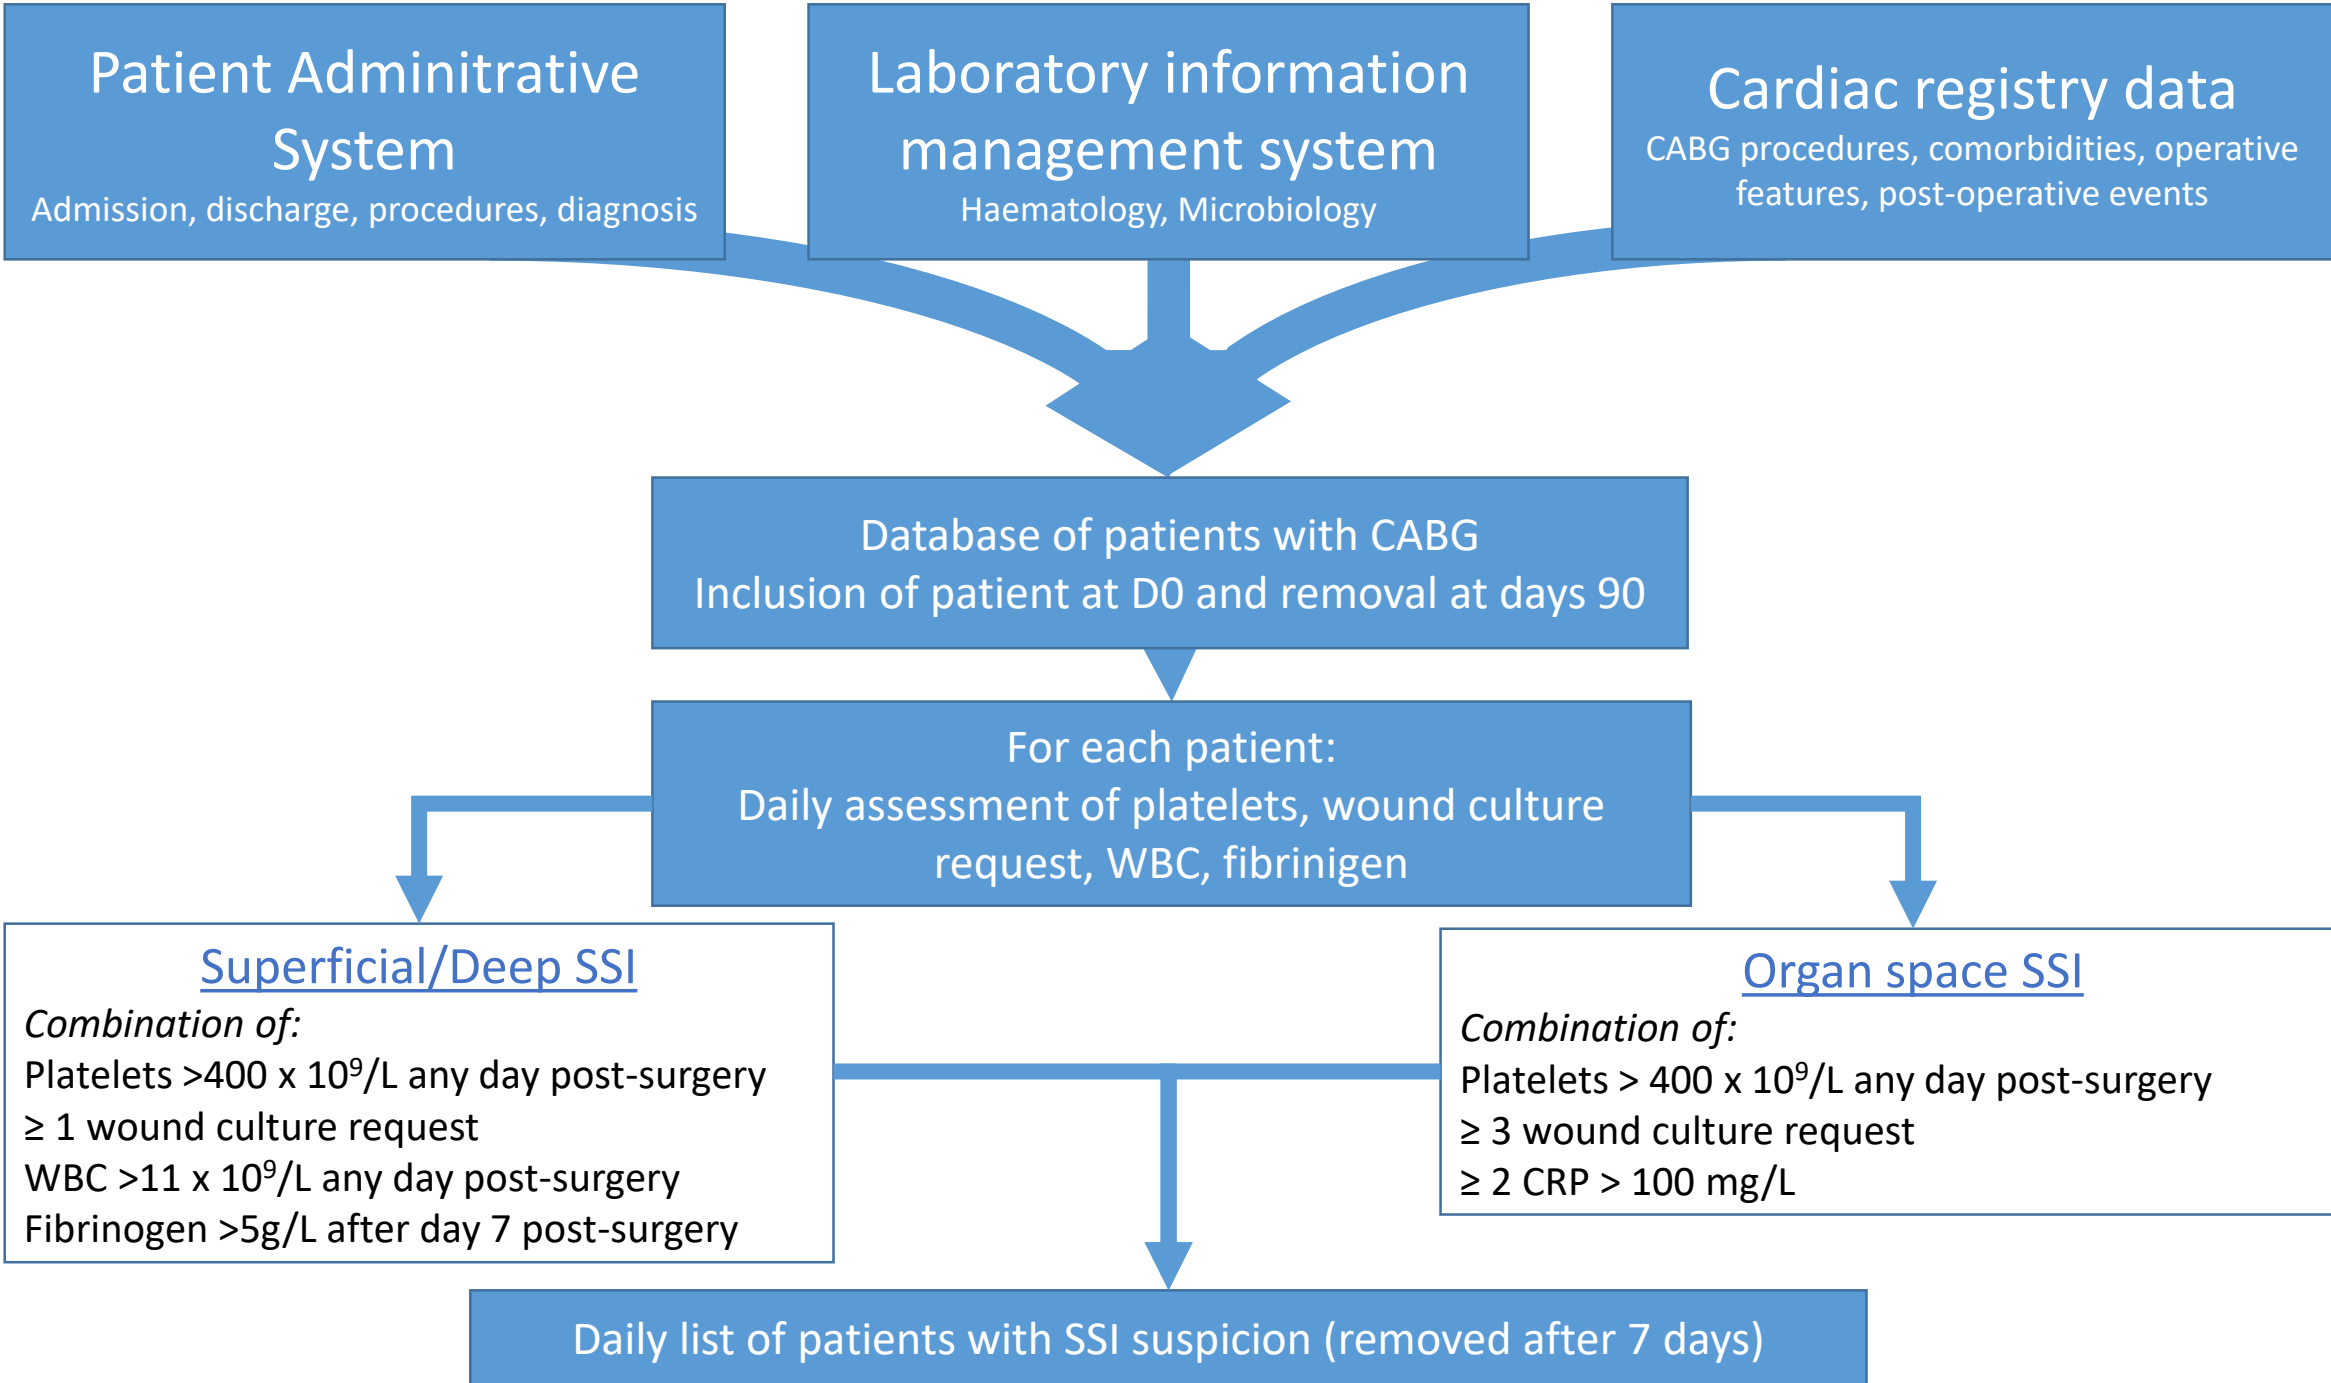 Patient Adminitrative
System
Admission, discharge, procedures, diagnosis
Laboratory information
management system
Haematology, Microbiology
Cardiac registry data
CABG procedures, comorbidities, operative
features, post-operative events
Database of patients with CABG
Inclusion of patient at D0 and removal at days 90
For each patient:
Daily assessment of platelets, wound culture
request, WBC, fibrinigen
Superficial/Deep SSI
Combination of:
Platelets >400 x 10⁹/L any day post-surgery
≥ 1 wound culture request
WBC >11 x 10⁹/L any day post-surgery
Fibrinogen >5g/L after day 7 post-surgery
Organ space SSI
Combination of:
Platelets > 400 x 10⁹/L any day post-surgery
≥ 3 wound culture request
≥ 2 CRP > 100 mg/L
Daily list of patients with SSI suspicion (removed after 7 days)